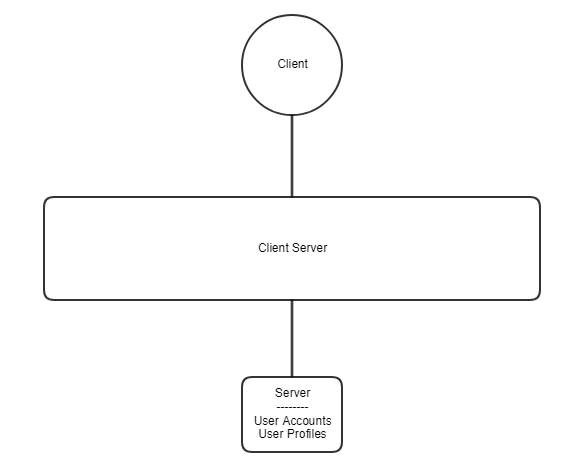 Client
Client Server
Server
--------
User Accounts
User Profiles